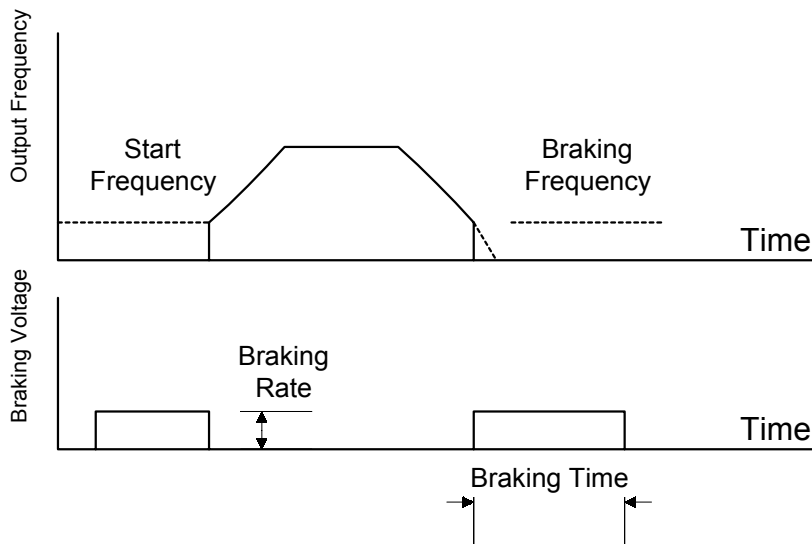 Output Frequency
Start
Frequency
Braking
Frequency
Time
Braking Voltage
Braking
Rate
Time
Braking Time